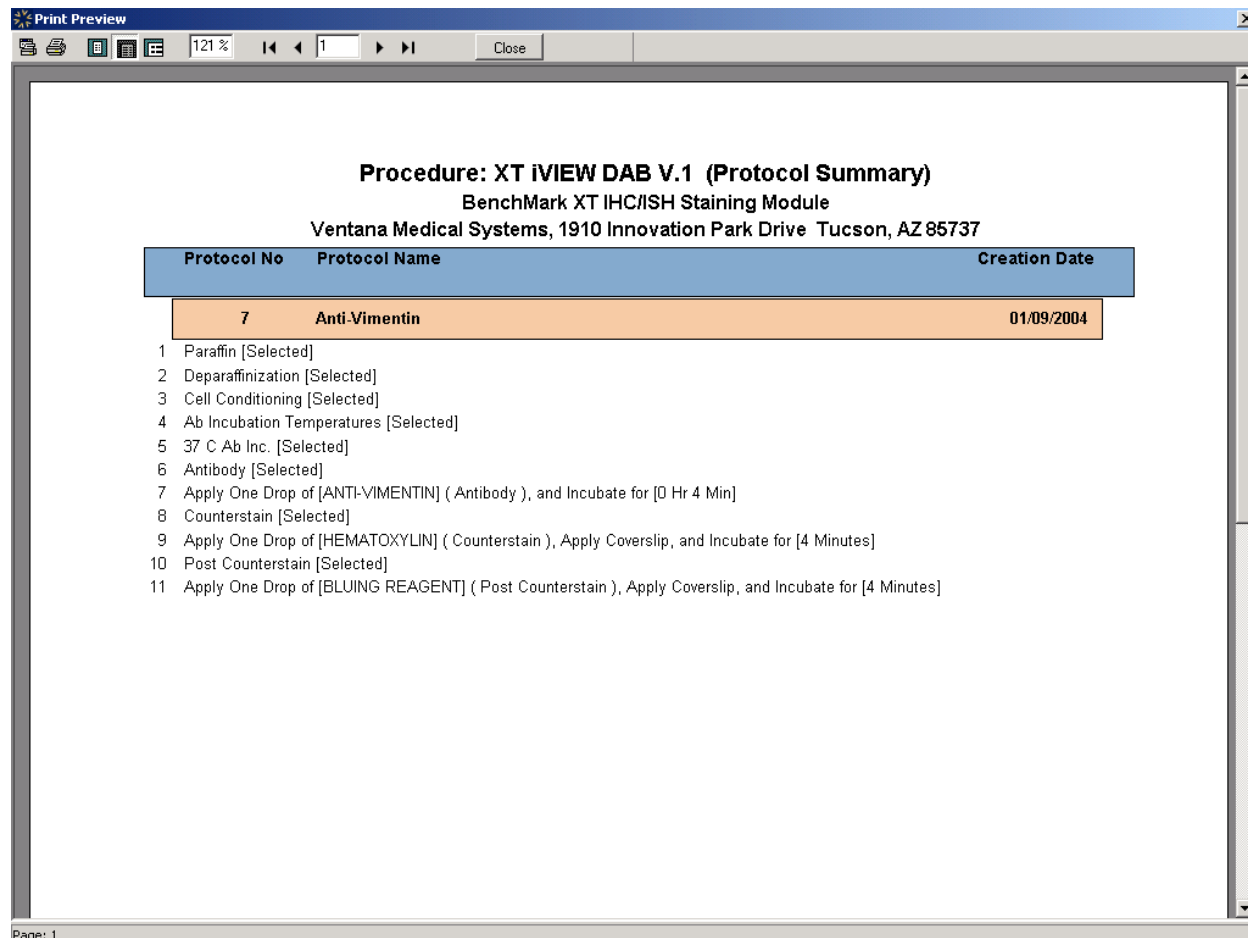 Print Preview
121 %
1
Close
Procedure: XT iVIEW DAB V.1 (Protocol Summary)
BenchMark XT IHC/ISH Staining Module
Ventana Medical Systems, 1910 Innovation Park Drive Tucson, AZ 85737
Protocol No Protocol Name Creation Date
7 Anti-Vimentin 01/09/2004
1 Paraffin [Selected]
2 Deparaffinization [Selected]
3 Cell Conditioning [Selected]
4 Ab Incubation Temperatures [Selected]
5 37 C Ab Inc. [Selected]
6 Antibody [Selected]
7 Apply One Drop of [ANTI-VIMENTIN] ( Antibody ), and Incubate for [0 Hr 4 Min]
8 Counterstain [Selected]
9 Apply One Drop of [HEMATOXYLIN] ( Counterstain ), Apply Coverslip, and Incubate for [4 Minutes]
10 Post Counterstain [Selected]
11 Apply One Drop of [BLUING REAGENT] ( Post Counterstain ), Apply Coverslip, and Incubate for [4 Minutes]
Page: 1